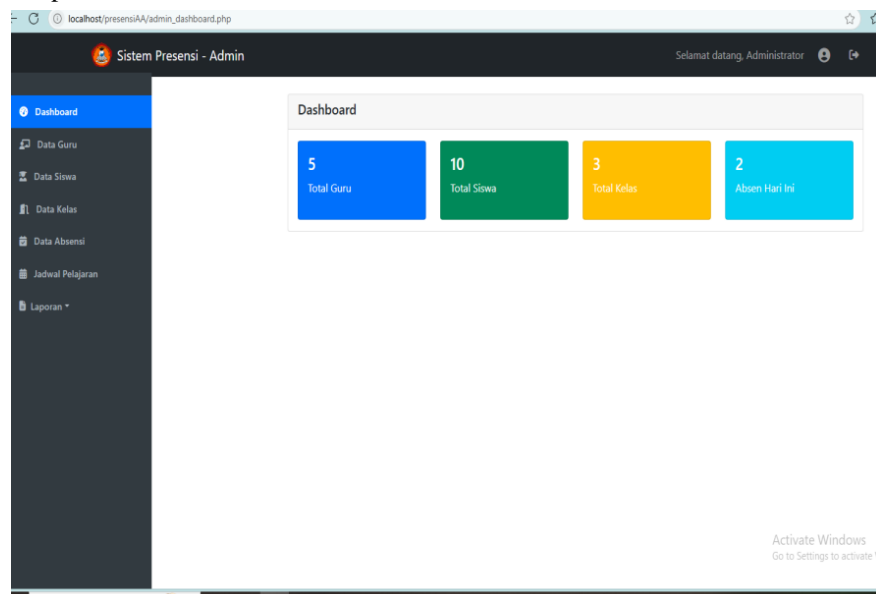 localhost/presensiAA/admin_dashboard.php
Sistem Presensi - Admin
Selamat datang, Administrator
Dashboard
Data Guru
Data Siswa
Data Kelas
Data Absensi
Jadwal Pelajaran
Laporan
Dashboard
5
Total Guru
10
Total Siswa
3
Total Kelas
2
Absen Hari Ini
Activate Windows
Go to Settings to activate